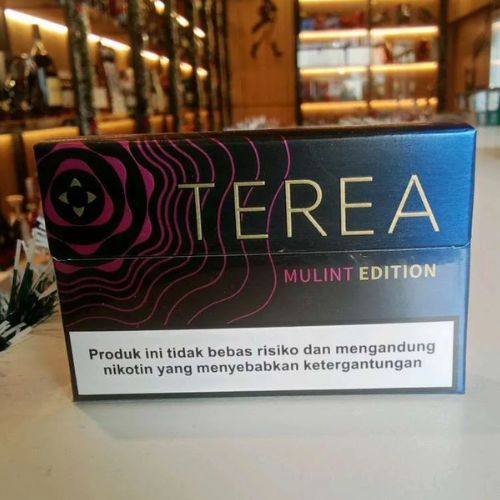 TEREA
MULINT EDITION
Produk ini tidak bebas risiko dan mengandung
nikotin yang menyebabkan ketergantungan